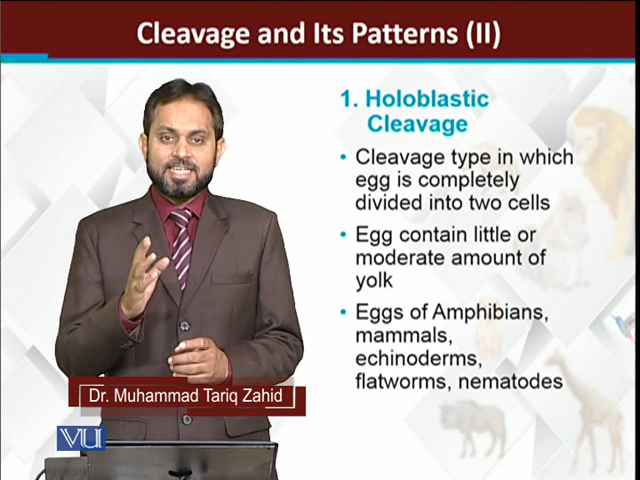 Cleavage and Its Patterns (II)
1. Holoblastic
Cleavage
• Cleavage type in which
egg is completely
divided into two cells
• Egg contain little or
moderate amount of
yolk
• Eggs of Amphibians,
mammals,
echinoderms,
flatworms, nematodes
Dr. Muhammad Tariq Zahid
VU